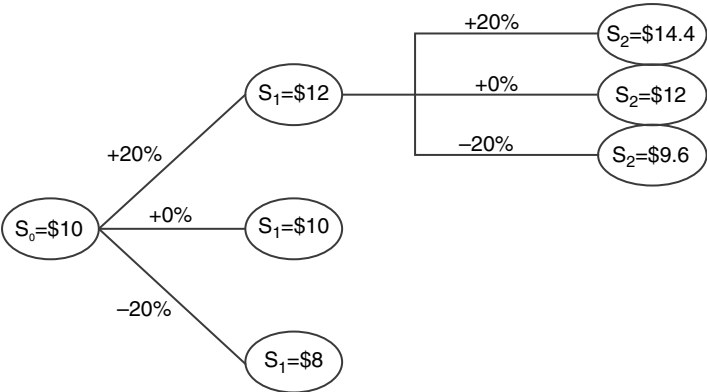 +20%
S₂=$14.4
S₁=$12
+0%
S₂=$12
–20%
S₂=$9.6
+20%
S₀=$10
+0%
S₁=$10
–20%
S₁=$8